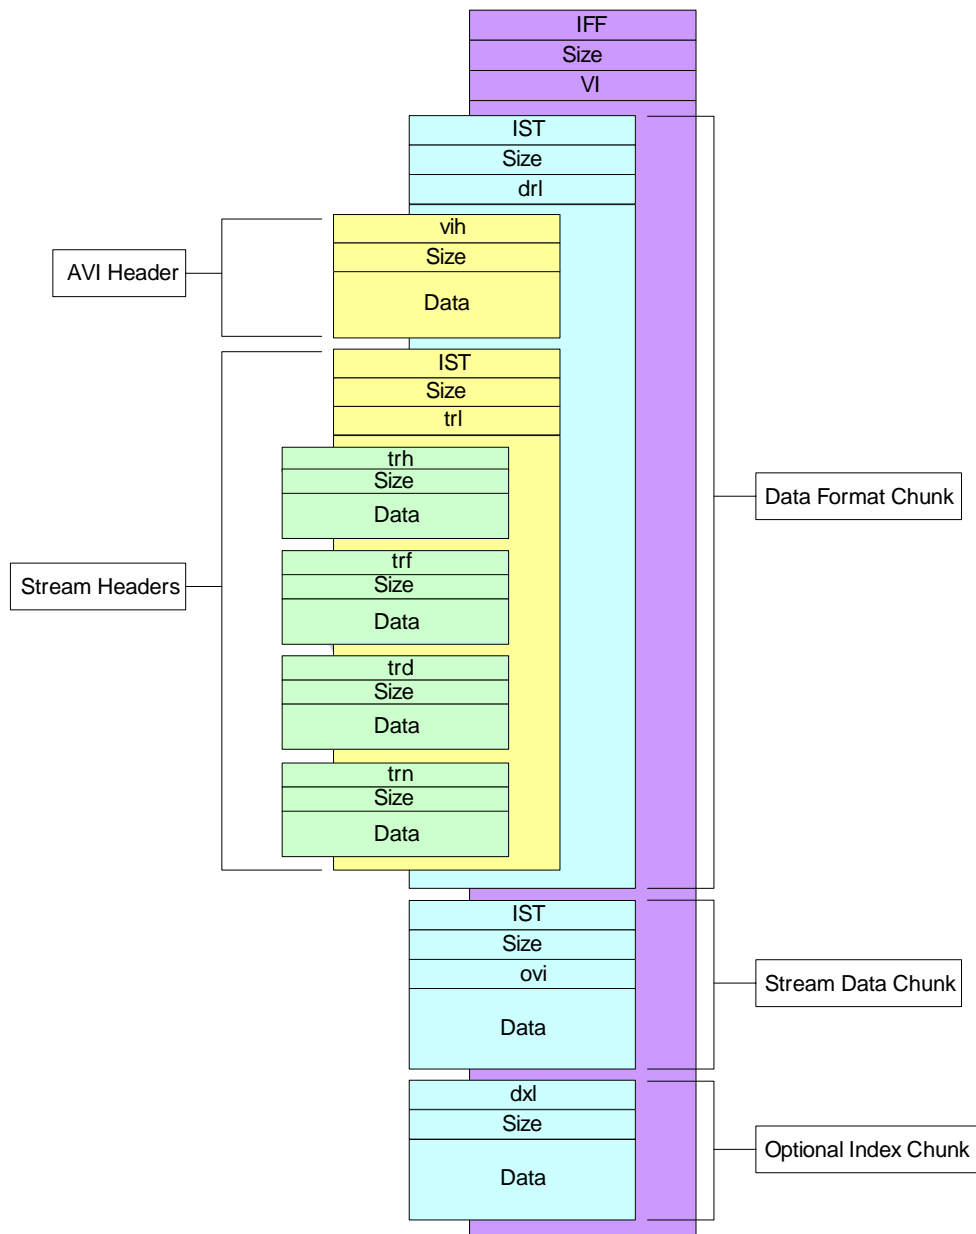 IFF
Size
VI
IST
Size
drl
vih
Size
Data
AVI Header
IST
Size
trl
trh
Size
Data
trf
Size
Data
trd
Size
Data
trn
Size
Data
Stream Headers
Data Format Chunk
IST
Size
ovi
Data
Stream Data Chunk
dxl
Size
Data
Optional Index Chunk